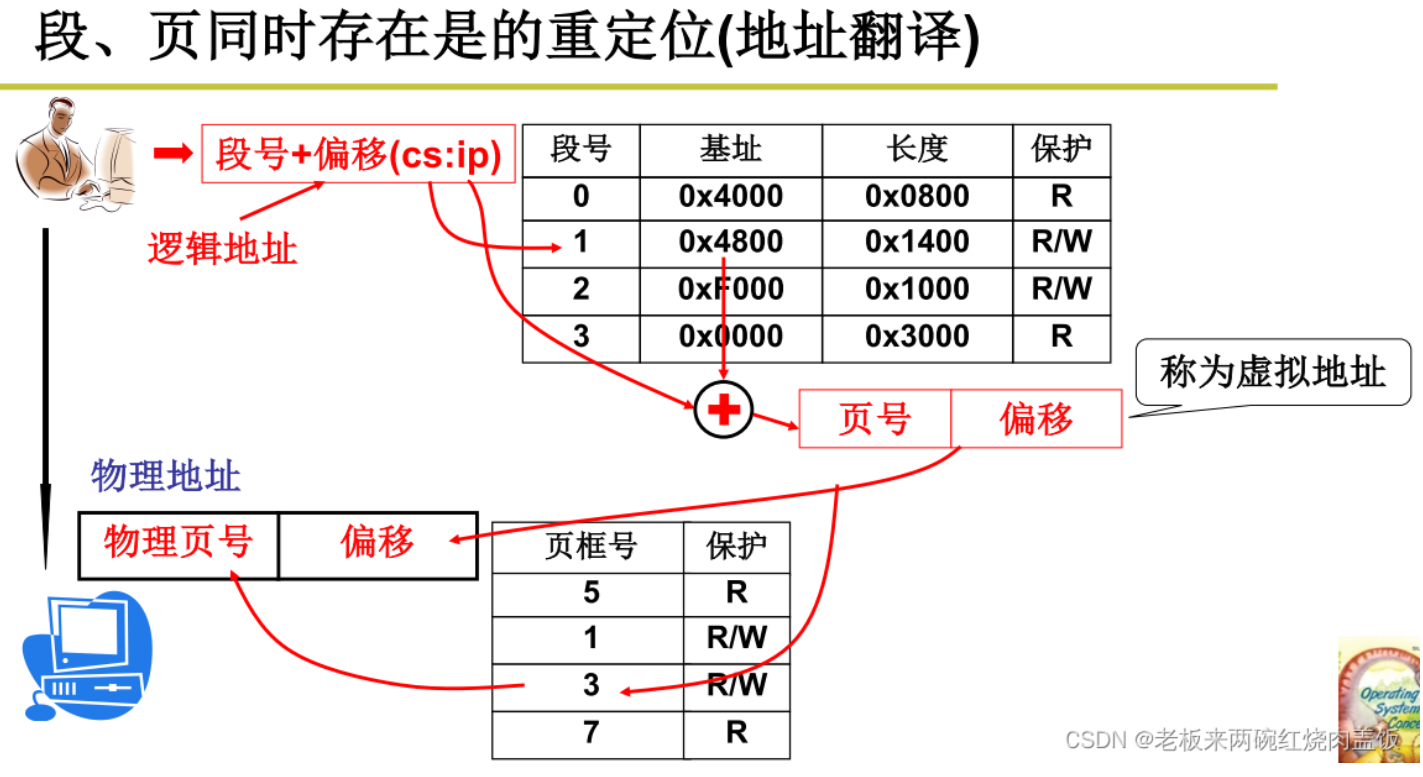 段、页同时存在是的重定位(地址翻译)
段号+偏移(cs:ip)
逻辑地址
段号 基址 长度 保护
0 0x4000 0x0800 R
1 0x4800 0x1400 R/W
2 0xF000 0x1000 R/W
3 0x0000 0x3000 R
称为虚拟地址
页号 偏移
物理地址
物理页号 偏移
页框号 保护
5 R
1 R/W
3 R/W
7 R
Operating
System
CSDN @老板来两碗红烧肉盖饭